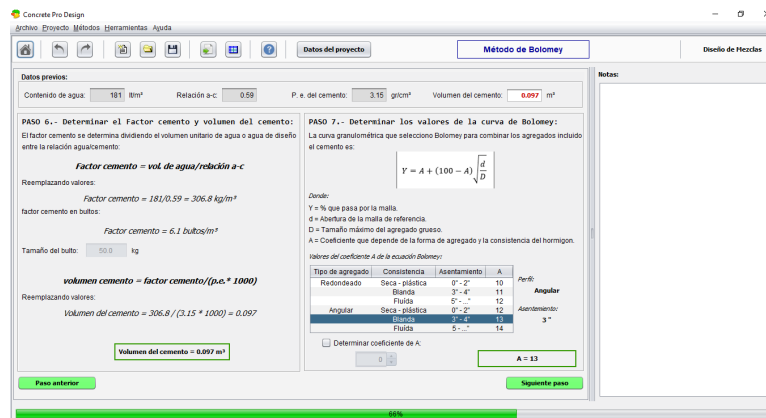 Concrete Pro Design
Archivo Proyecto Métodos Herramientas Ayuda
Datos del proyecto
Método de Bolomey
Diseño de Mezclas
Datos previos:
Contenido de agua: 181 lt/m³ Relación a-c: 0.59 P. e. del cemento: 3.15 gr/cm³ Volumen del cemento: 0.097 m³
Notas:
PASO 6.- Determinar el Factor cemento y volumen del cemento:
El factor cemento se determina dividiendo el volumen unitario de agua o agua de diseño
entre la relación agua/cemento:
Factor cemento = vol. de agua/relación a-c
Reemplazando valores:
Factor cemento = 181/0.59 = 306.8 kg/m³
factor cemento en bultos:
Factor cemento = 6.1 bultos/m³
Tamaño del bulto: 50.0 kg
volumen cemento = factor cemento/(p.e.* 1000)
Reemplazando valores:
Volumen del cemento = 306.8 / (3.15 * 1000) = 0.097
Volumen del cemento = 0.097 m³
Paso anterior
PASO 7.- Determinar los valores de la curva de Bolomey:
La curva granulométrica que selecciono Bolomey para combinar los agregados incluido
el cemento es:
Y = A + (100 − A) √(d/D)
Donde:
Y = % que pasa por la malla.
d = Abertura de la malla de referencia.
D = Tamaño máximo del agregado grueso.
A = Coeficiente que depende de la forma de agregado y la consistencia del hormigon.
Valores del coeficiente A de la ecuación Bolomey:
Tipo de agregado Consistencia Asentamiento A
Redondeado Seca - plástica 0" - 2" 10
Blanda 3" - 4" 11
Fluída 5" - ..." 12
Angular Seca - plástica 0" - 2" 12
Blanda 3" - 4" 13
Fluída 5 - ..." 14
Perfil:
Angular
Asentamiento:
3 "
Determinar coeficiente de A:
0
A = 13
Siguiente paso
66%